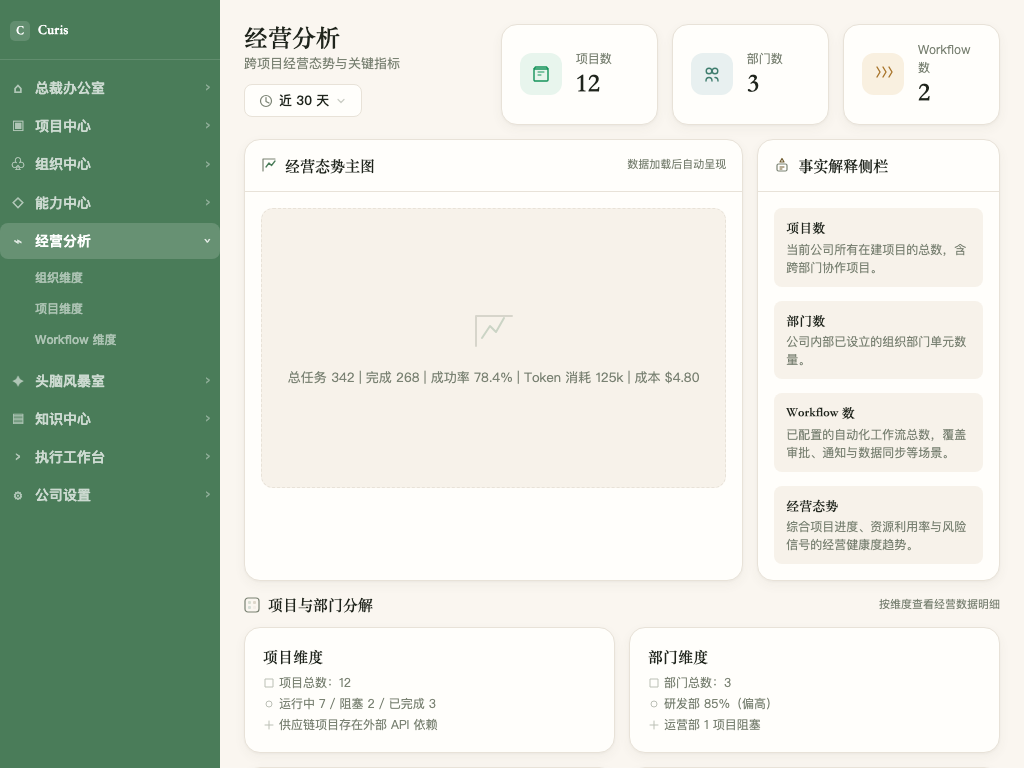 C Curis
总裁办公室
项目中心
组织中心
能力中心
经营分析
组织维度
项目维度
Workflow 维度
头脑风暴室
知识中心
执行工作台
公司设置
经营分析
跨项目经营态势与关键指标
近 30 天
项目数
12
部门数
3
Workflow
数
2
经营态势主图
数据加载后自动呈现
总任务 342 | 完成 268 | 成功率 78.4% | Token 消耗 125k | 成本 $4.80
事实解释侧栏
项目数
当前公司所有在建项目的总数，含
跨部门协作项目。
部门数
公司内部已设立的组织部门单元数
量。
Workflow 数
已配置的自动化工作流总数，覆盖
审批、通知与数据同步等场景。
经营态势
综合项目进度、资源利用率与风险
信号的经营健康度趋势。
项目与部门分解
按维度查看经营数据明细
项目维度
项目总数：12
运行中 7 / 阻塞 2 / 已完成 3
供应链项目存在外部 API 依赖
部门维度
部门总数：3
研发部 85%（偏高）
运营部 1 项目阻塞